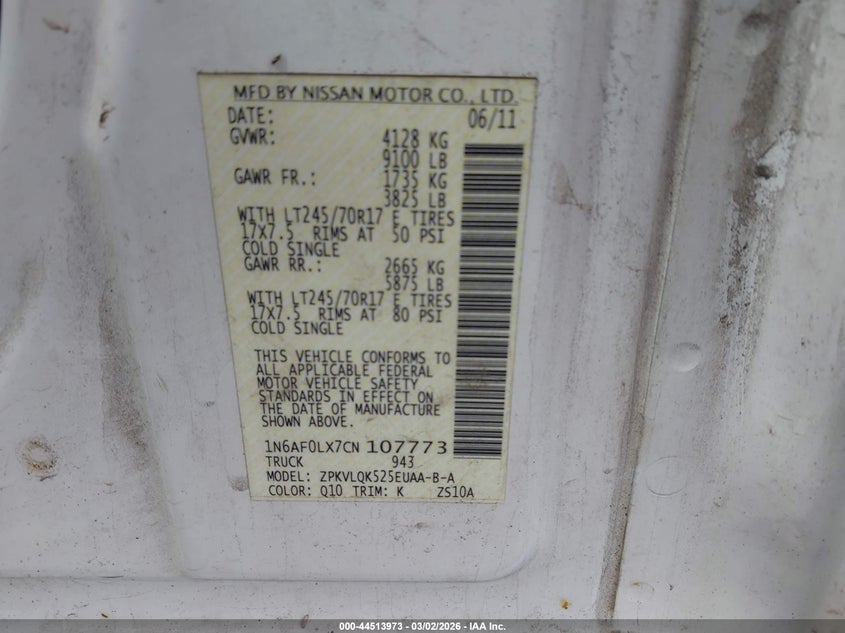 MFD BY NISSAN MOTOR CO., LTD.
DATE: 06/11
GVWR: 4128 KG
9100 LB
GAWR FR.: 1735 KG
3825 LB
WITH LT245/70R17 E TIRES
17X7.5 RIMS AT 50 PSI
COLD SINGLE
GAWR RR.: 2665 KG
5875 LB
WITH LT245/70R17 E TIRES
17X7.5 RIMS AT 80 PSI
COLD SINGLE
THIS VEHICLE CONFORMS TO
ALL APPLICABLE FEDERAL
MOTOR VEHICLE SAFETY
STANDARDS IN EFFECT ON
THE DATE OF MANUFACTURE
SHOWN ABOVE.
1N6AF0LX7CN 107773
TRUCK 943
MODEL: ZPKVLQK525EUAA-B-A
COLOR: Q10 TRIM: K ZS10A
000-44513973 - 03/02/2026 - IAA Inc.